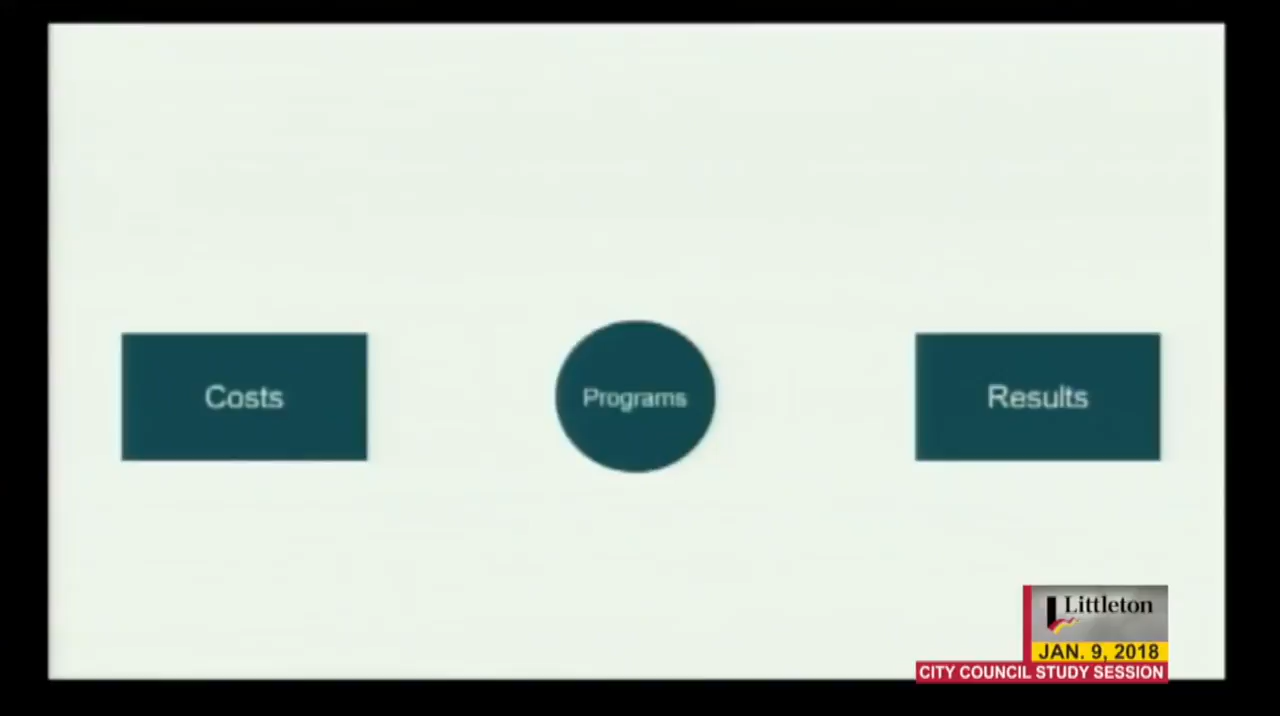 Costs
Programs
Results
Littleton
JAN. 9, 2018
CITY COUNCIL STUDY SESSION